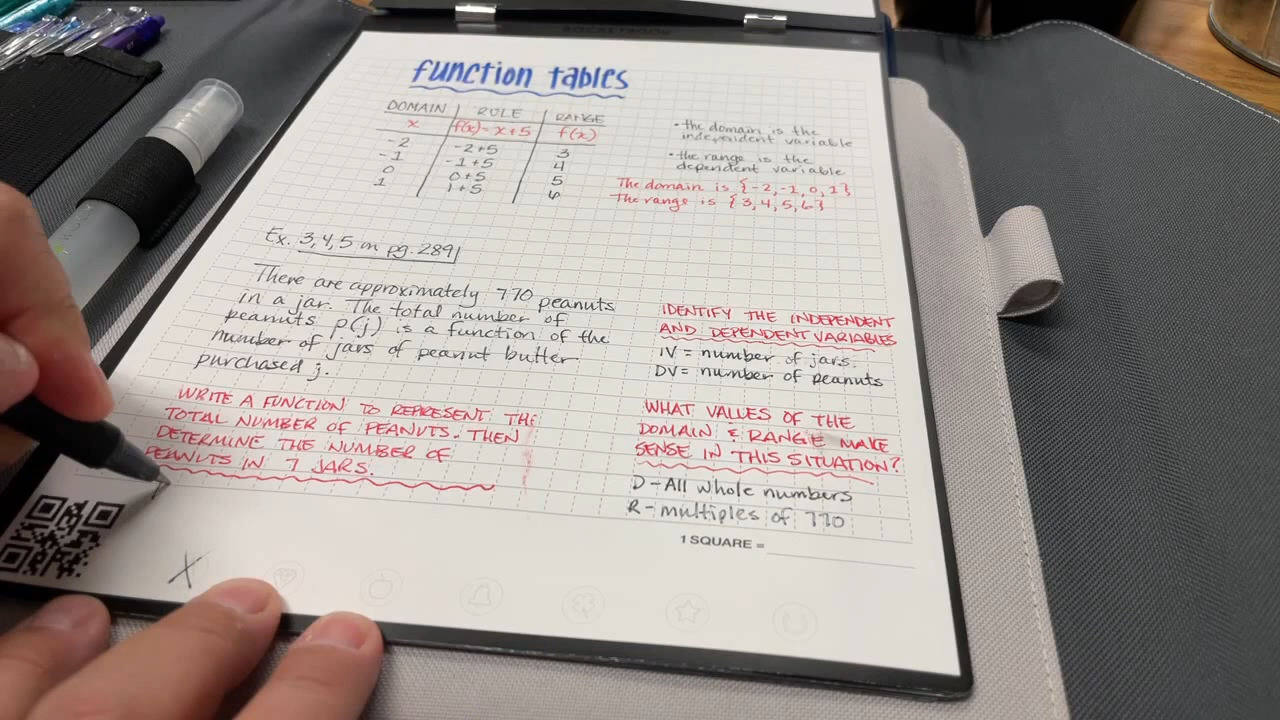 function tables
DOMAIN RULE RANGE
x f(x) = x+5 f(x)
-2 -2+5 3
-1 -1+5 4
0 0+5 5
1 1+5 6
• the domain is the
independent variable
• the range is the
dependent variable
The domain is {-2, -1, 0, 1}
The range is {3, 4, 5, 6}
Ex. 3,4,5 on pg. 289
There are approximately 770 peanuts
in a jar. The total number of
peanuts p(j) is a function of the
number of jars of peanut butter
purchased j.
WRITE A FUNCTION TO REPRESENT THE
TOTAL NUMBER OF PEANUTS. THEN
DETERMINE THE NUMBER OF
PEANUTS IN 7 JARS.
IDENTIFY THE INDEPENDENT
AND DEPENDENT VARIABLES
IV = number of jars.
DV = number of peanuts
WHAT VALUES OF THE
DOMAIN & RANGE MAKE
SENSE IN THIS SITUATION?
D - All whole numbers
R - multiples of 770
1 SQUARE =
X